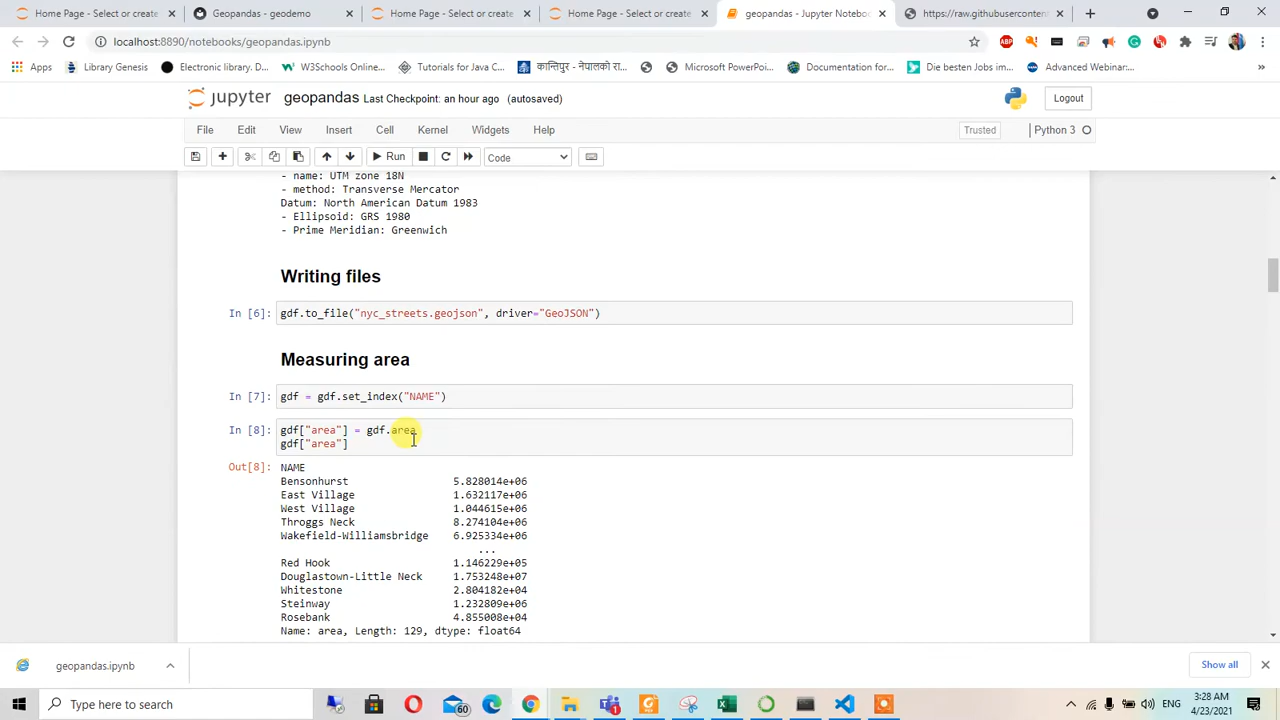 Home Page - Select or create
Geopandas - geodemo
Home Page - Select or create
Home Page - Select or create
geopandas - Jupyter Noteboo
https://raw.githubuserconten
localhost:8890/notebooks/geopandas.ipynb
ABP
Apps
Library Genesis
Electronic library. D...
W3Schools Online...
Tutorials for Java C...
कान्तिपुर - नेपालको रा...
Microsoft PowerPoi...
Documentation for...
Die besten Jobs im...
Advanced Webinar:...
»
jupyter geopandas Last Checkpoint: an hour ago (autosaved)
Logout
File Edit View Insert Cell Kernel Widgets Help
Trusted
Python 3
Run
Code
- name: UTM zone 18N
- method: Transverse Mercator
Datum: North American Datum 1983
- Ellipsoid: GRS 1980
- Prime Meridian: Greenwich
Writing files
In [6]: gdf.to_file("nyc_streets.geojson", driver="GeoJSON")
Measuring area
In [7]: gdf = gdf.set_index("NAME")
In [8]: gdf["area"] = gdf.area
gdf["area"]
Out[8]: NAME
Bensonhurst 5.828014e+06
East Village 1.632117e+06
West Village 1.044615e+06
Throggs Neck 8.274104e+06
Wakefield-Williamsbridge 6.925334e+06
...
Red Hook 1.146229e+05
Douglastown-Little Neck 1.753248e+07
Whitestone 2.804182e+04
Steinway 1.232809e+06
Rosebank 4.855008e+04
Name: area, Length: 129, dtype: float64
geopandas.ipynb
Show all
Type here to search
60
ENG
3:28 AM
4/23/2021